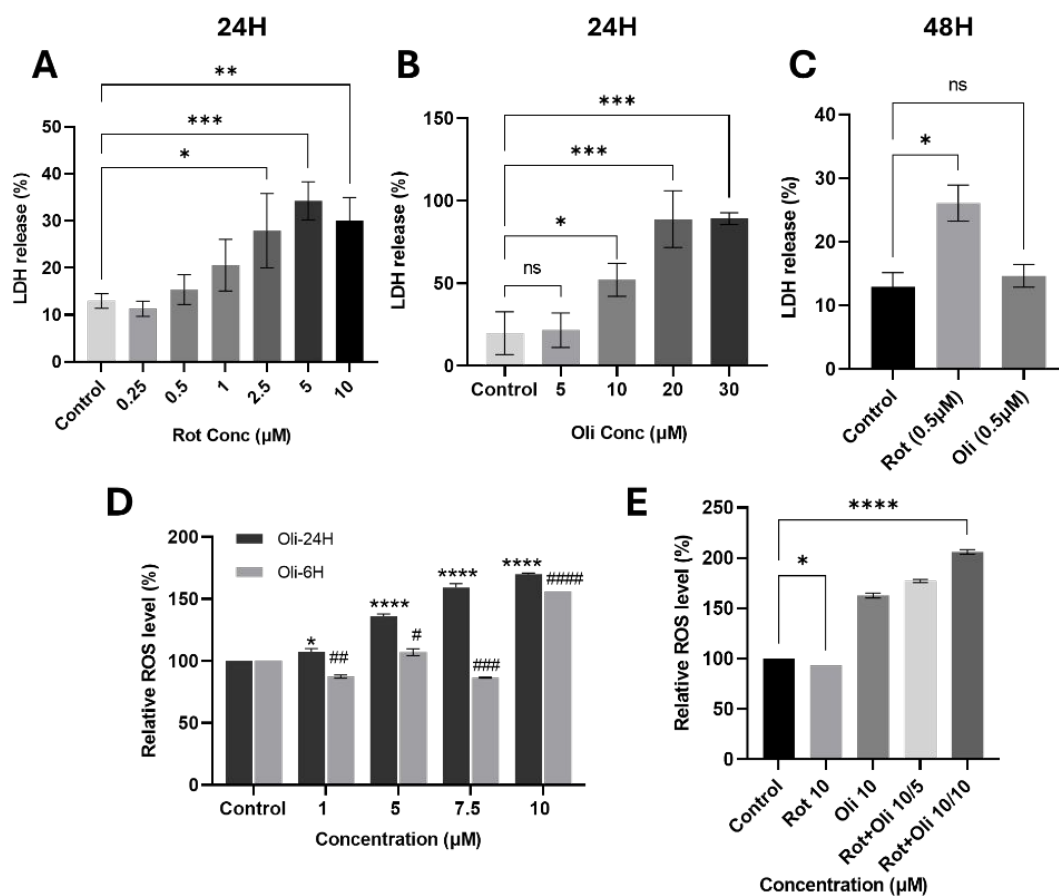 24H
24H
48H
A
B
C
**
***
*
50
40
30
20
10
0
LDH release (%)
Control
0.25
0.5
1
2.5
5
10
Rot Conc (µM)
***
***
*
ns
150
100
50
0
LDH release (%)
Control
5
10
20
30
Oli Conc (µM)
ns
*
40
30
20
10
0
LDH release (%)
Control
Rot (0.5µM)
Oli (0.5µM)
D
Oli-24H
Oli-6H
200
150
100
50
0
Relative ROS level (%)
*
##
****
#
****
###
****
####
Control
1
5
7.5
10
Concentration (µM)
E
****
*
250
200
150
100
50
0
Relative ROS level (%)
Control
Rot 10
Oli 10
Rot+Oli 10/5
Rot+Oli 10/10
Concentration (µM)